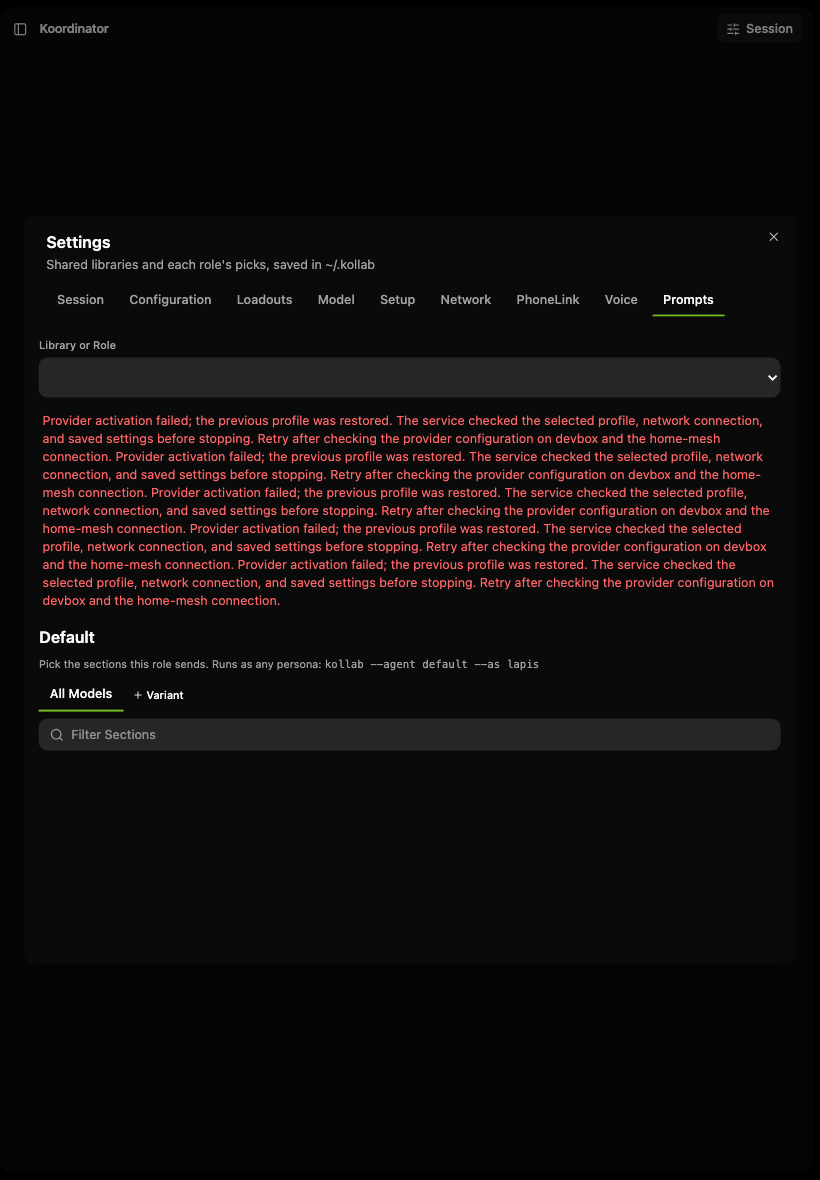 Koordinator
Session
Settings
Shared libraries and each role's picks, saved in ~/.kollab
Session Configuration Loadouts Model Setup Network PhoneLink Voice Prompts
Library or Role
Provider activation failed; the previous profile was restored. The service checked the selected profile, network connection,
and saved settings before stopping. Retry after checking the provider configuration on devbox and the home-mesh
connection. Provider activation failed; the previous profile was restored. The service checked the selected profile, network
connection, and saved settings before stopping. Retry after checking the provider configuration on devbox and the home-
mesh connection. Provider activation failed; the previous profile was restored. The service checked the selected profile,
network connection, and saved settings before stopping. Retry after checking the provider configuration on devbox and the
home-mesh connection. Provider activation failed; the previous profile was restored. The service checked the selected
profile, network connection, and saved settings before stopping. Retry after checking the provider configuration on devbox
and the home-mesh connection. Provider activation failed; the previous profile was restored. The service checked the
selected profile, network connection, and saved settings before stopping. Retry after checking the provider configuration on
devbox and the home-mesh connection.
Default
Pick the sections this role sends. Runs as any persona: kollab --agent default --as lapis
All Models + Variant
Filter Sections